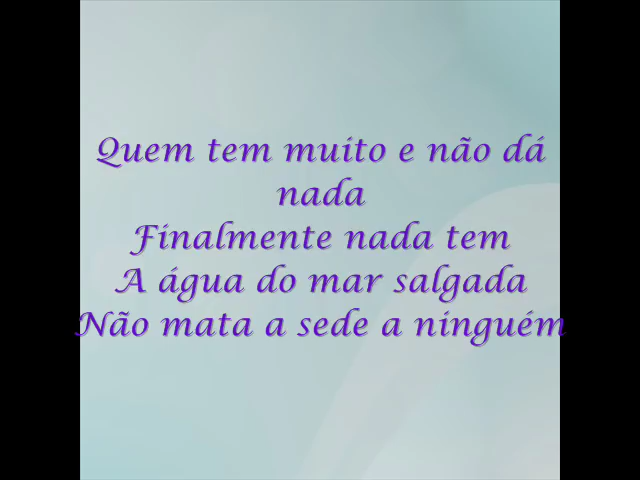 Quem tem muito e não dá
nada
Finalmente nada tem
A água do mar salgada
Não mata a sede a ninguém